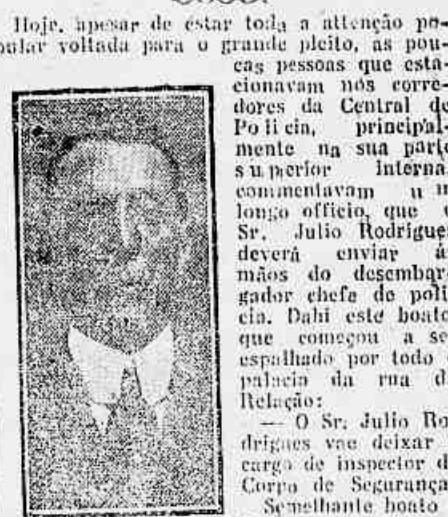 Hoje, apesar de estar toda a attenção po-
pular voltada para o grande pleito, as pou-
cas pessoas que esta-
cionavam nos corre-
dores da Central de
Policia, principal-
mente na sua parte
superior interna,
commentavam um
longo officio, que
Sr. Julio Rodrigues
deverá enviar ás
mãos do desembar-
gador chefe de poli-
cia. Dahi este boato
que começou a se
espalhado por todo
palacio da rua d
Relação:
— O Sr. Julio Ro-
drigues vae deixar
cargo de inspector d
Corpo de Segurança
Semelhante boato